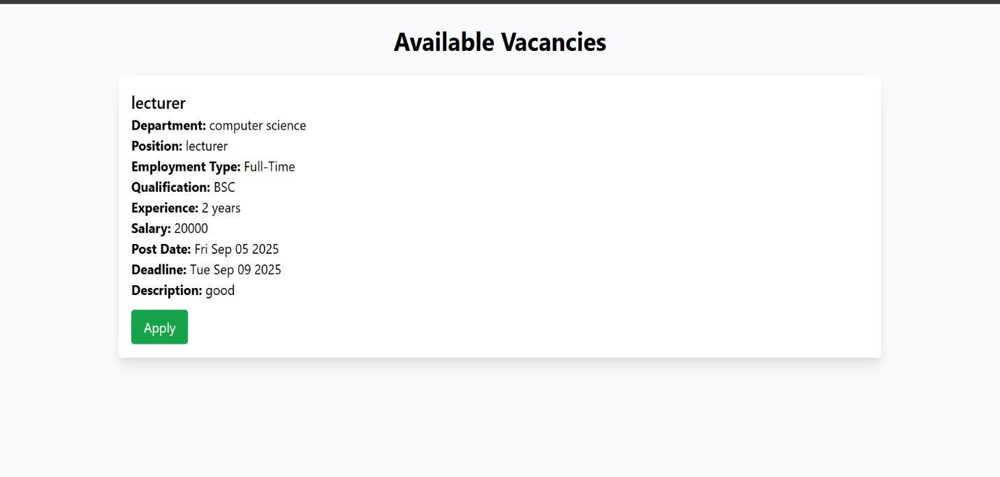 Available Vacancies
lecturer
Department: computer science
Position: lecturer
Employment Type: Full-Time
Qualification: BSC
Experience: 2 years
Salary: 20000
Post Date: Fri Sep 05 2025
Deadline: Tue Sep 09 2025
Description: good
Apply